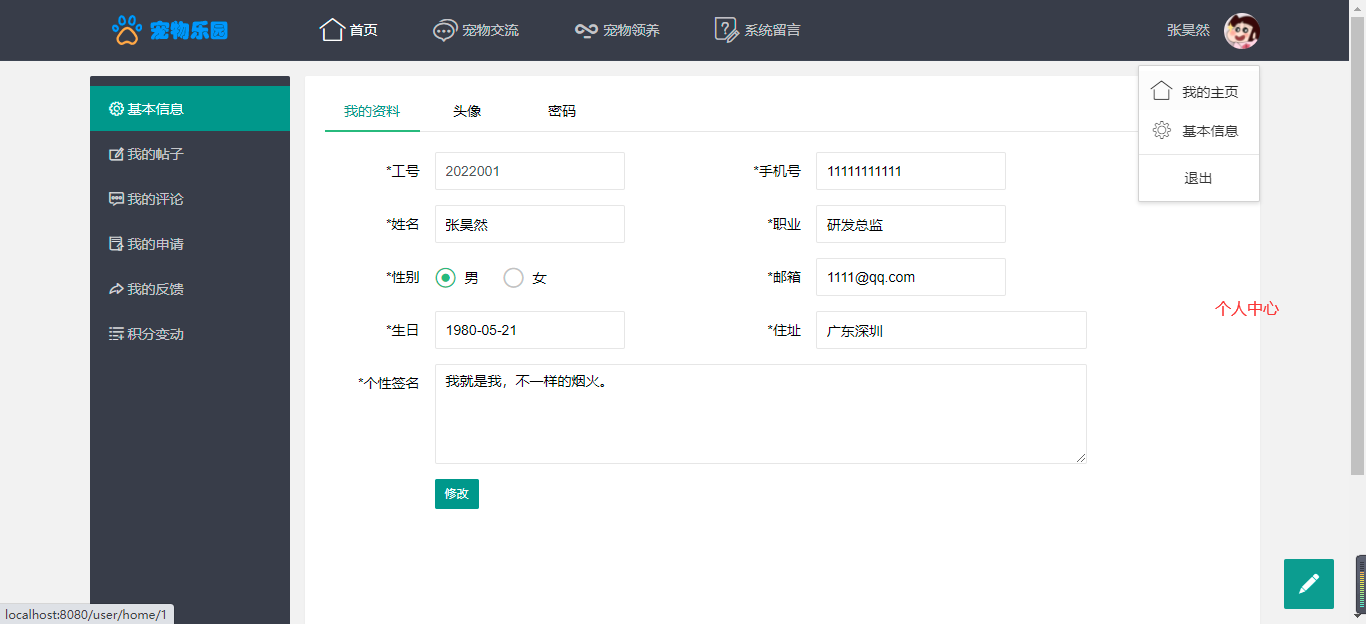 宠物乐园 首页 宠物交流 宠物领养 系统留言 张昊然
我的主页
基本信息
退出
基本信息
我的帖子
我的评论
我的申请
我的反馈
积分变动
我的资料 头像 密码
*工号 2022001 *手机号 11111111111
*姓名 张昊然 *职业 研发总监
*性别 男 女 *邮箱 1111@qq.com
*生日 1980-05-21 *住址 广东深圳
*个性签名 我就是我，不一样的烟火。
修改
个人中心
localhost:8080/user/home/1